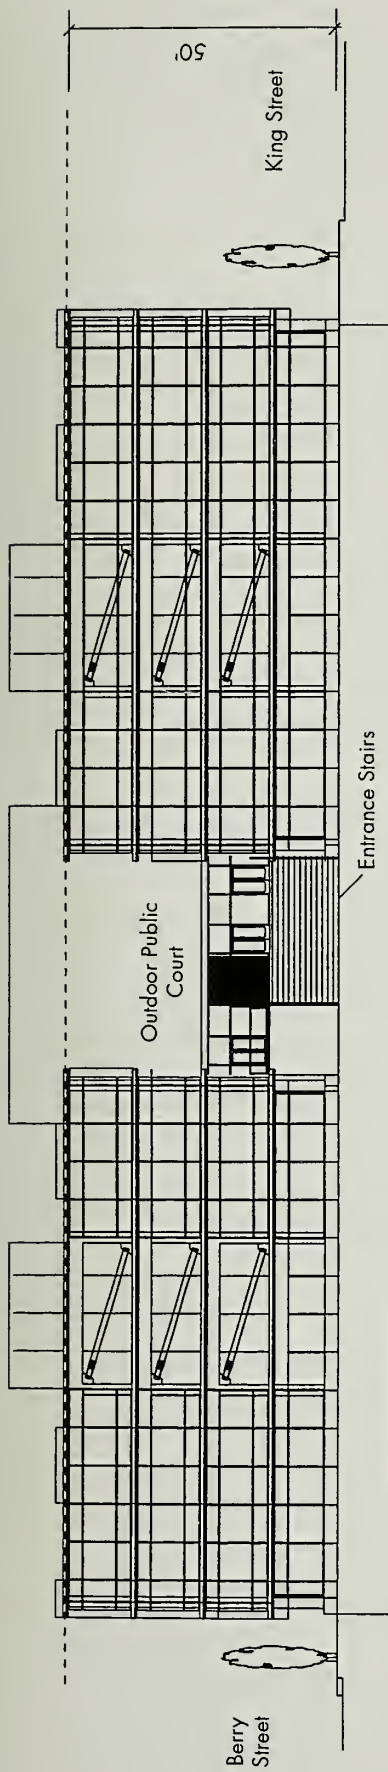 50'
Outdoor Public
Court
Berry
Street
King Street
Entrance Stairs